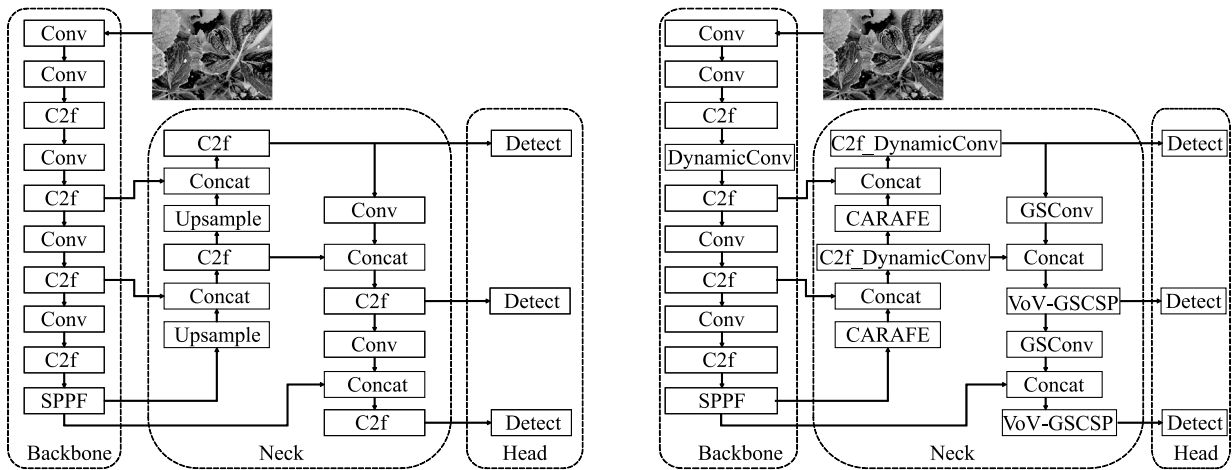 Conv
Conv
C2f
Conv
C2f
Conv
C2f
Conv
C2f
SPPF
Backbone
C2f
Concat
Upsample
C2f
Concat
Upsample
Conv
Concat
C2f
Conv
Concat
C2f
Neck
Detect
Detect
Detect
Head
Conv
Conv
C2f
DynamicConv
C2f
Conv
C2f
Conv
C2f
SPPF
Backbone
C2f_DynamicConv
Concat
CARAFE
C2f_DynamicConv
Concat
CARAFE
GSConv
Concat
VoV-GSCSP
GSConv
Concat
VoV-GSCSP
Neck
Detect
Detect
Detect
Head